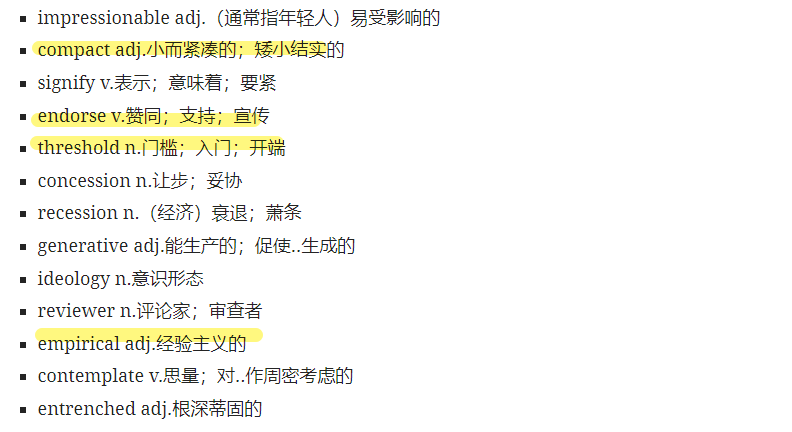 impressionable adj.（通常指年轻人）易受影响的
compact adj.小而紧凑的；矮小结实的
signify v.表示；意味着；要紧
endorse v.赞同；支持；宣传
threshold n.门槛；入门；开端
concession n.让步；妥协
recession n.（经济）衰退；萧条
generative adj.能生产的；促使..生成的
ideology n.意识形态
reviewer n.评论家；审查者
empirical adj.经验主义的
contemplate v.思量；对..作周密考虑的
entrenched adj.根深蒂固的